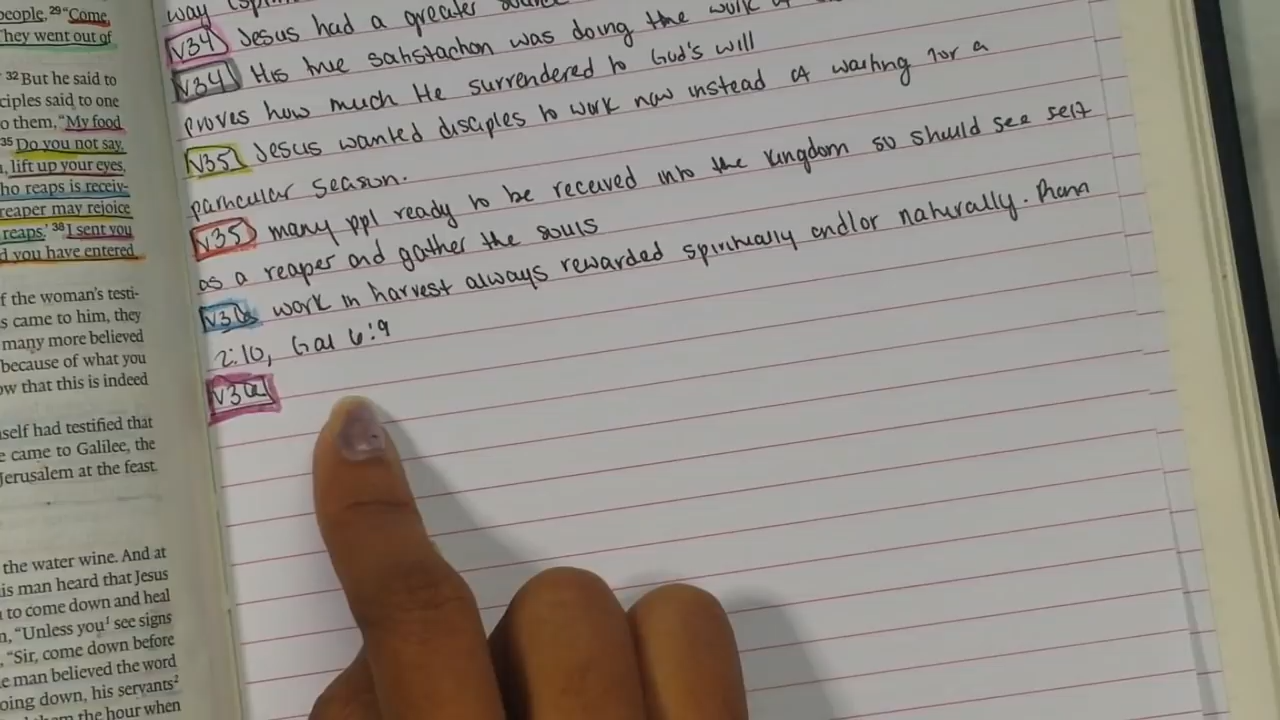 people, 29 “Come,
They went out of
32 But he said to
ciples said to one
o them, “My food
35 Do you not say,
, lift up your eyes,
ho reaps is receiv-
reaper may rejoice
reaps.’ 38 I sent you
d you have entered
f the woman's testi-
s came to him, they
many more believed
because of what you
ow that this is indeed
self had testified that
e came to Galilee, the
Jerusalem at the feast.
the water wine. And at
is man heard that Jesus
to come down and heal
n, “Unless you1 see signs
“Sir, come down before
e man believed the word
oing down, his servants2
the hour when
way
V34 Jesus had a greater
V34 His true satisfaction was doing the work
proves how much He surrendered to God's will
V35 Jesus wanted disciples to work now instead of waiting for a
particular season.
V35 many ppl ready to be received into the kingdom so should see self
as a reaper and gather the souls
V36 work in harvest always rewarded spiritually and/or naturally.
2:10, Gal 6:9
V36